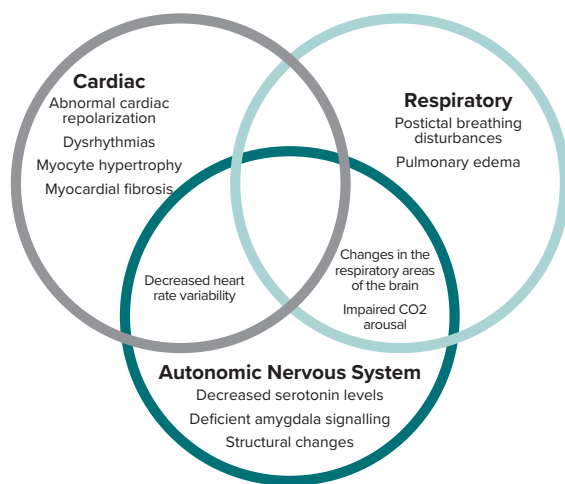 Cardiac
Abnormal cardiac
repolarization
Dysrhythmias
Myocyte hypertrophy
Myocardial fibrosis
Respiratory
Postictal breathing
disturbances
Pulmonary edema
Decreased heart
rate variability
Changes in the
respiratory areas
of the brain
Impaired CO2
arousal
Autonomic Nervous System
Decreased serotonin levels
Deficient amygdala signalling
Structural changes